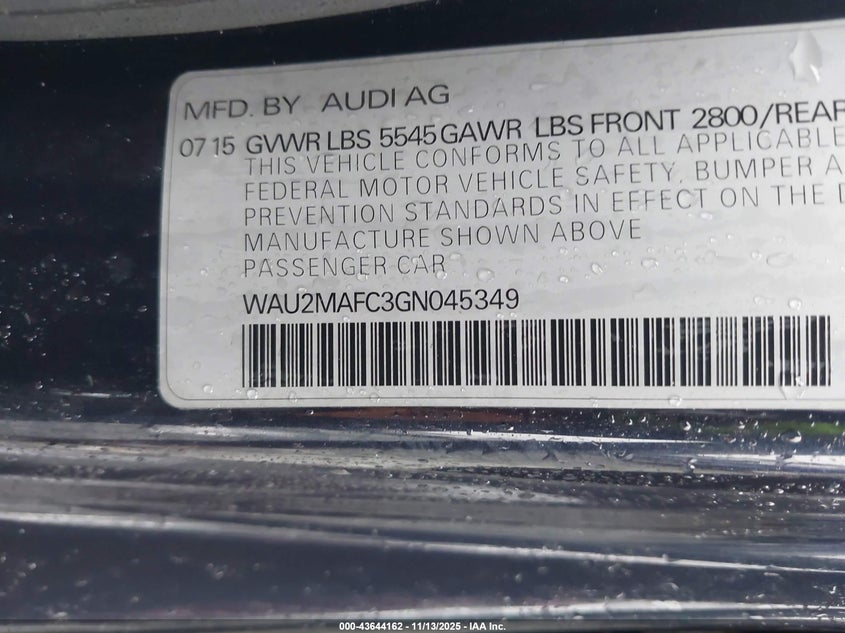 MFD. BY AUDI AG
07 15 GVWR LBS 5545 GAWR LBS FRONT 2800/REAR
THIS VEHICLE CONFORMS TO ALL APPLICABLE
FEDERAL MOTOR VEHICLE SAFETY, BUMPER A
PREVENTION STANDARDS IN EFFECT ON THE D
MANUFACTURE SHOWN ABOVE
PASSENGER CAR
WAU2MAFC3GN045349
000-43644162 - 11/13/2025 - IAA Inc.